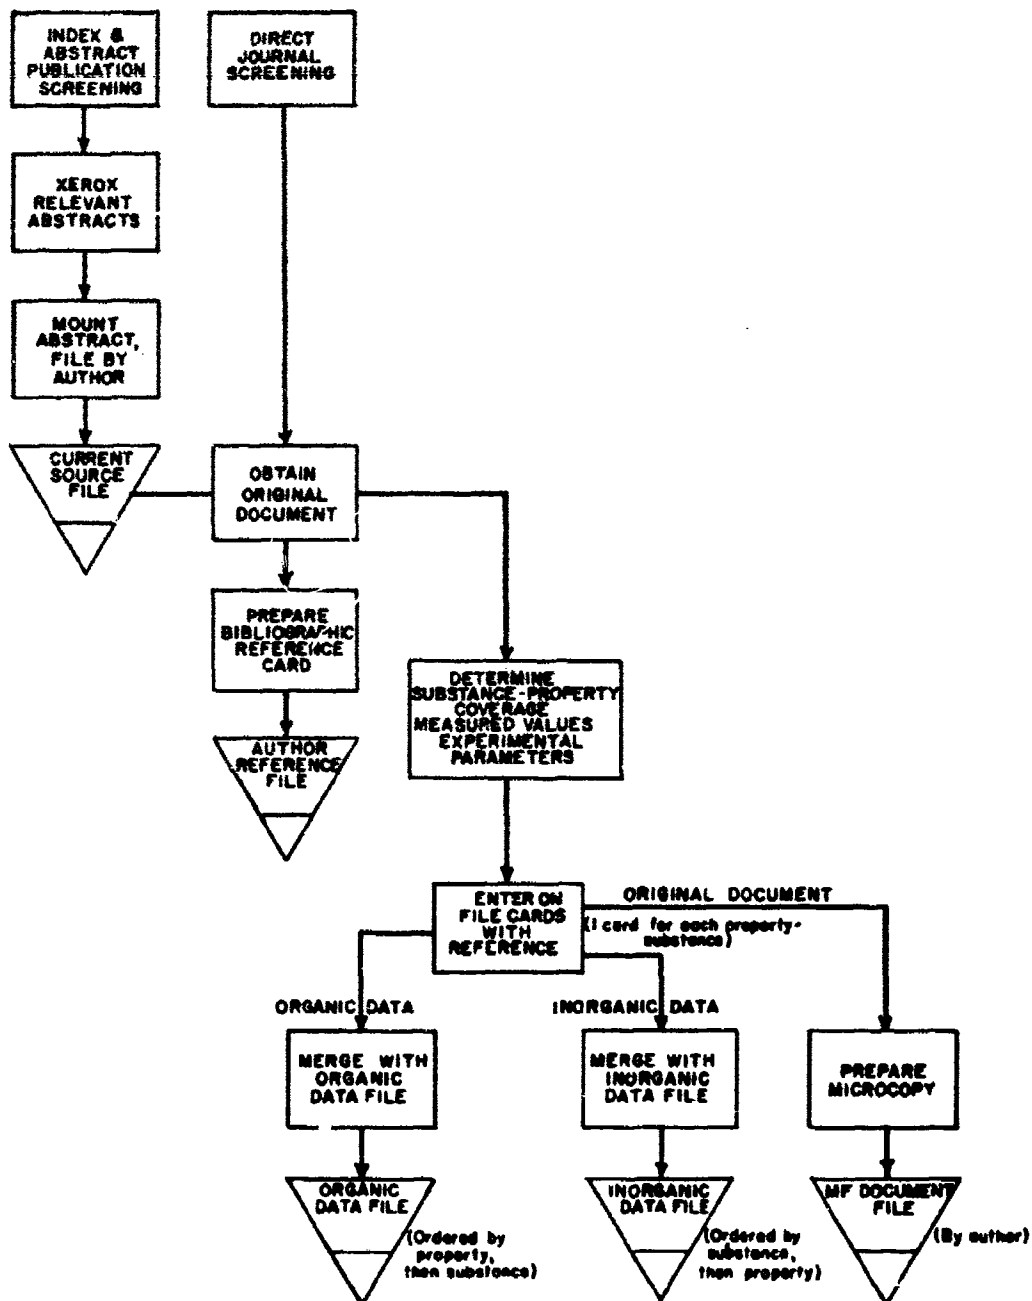 INDEX &
ABSTRACT
PUBLICATION
SCREENING
DIRECT
JOURNAL
SCREENING
XEROX
RELEVANT
ABSTRACTS
MOUNT
ABSTRACT,
FILE BY
AUTHOR
CURRENT
SOURCE
FILE
OBTAIN
ORIGINAL
DOCUMENT
PREPARE
BIBLIOGRAPHIC
REFERENCE
CARD
AUTHOR
REFERENCE
FILE
DETERMINE
SUBSTANCE-PROPERTY
COVERAGE
MEASURED VALUES
EXPERIMENTAL
PARAMETERS
ENTER ON
FILE CARDS
WITH
REFERENCE
ORIGINAL DOCUMENT
(1 card for each property-
substance)
ORGANIC DATA
INORGANIC DATA
MERGE WITH
ORGANIC
DATA FILE
MERGE WITH
INORGANIC
DATA FILE
PREPARE
MICROCOPY
ORGANIC
DATA FILE
(Ordered by
property,
then substance)
INORGANIC
DATA FILE
(Ordered by
substance,
then property)
MF DOCUMENT
FILE
(By author)